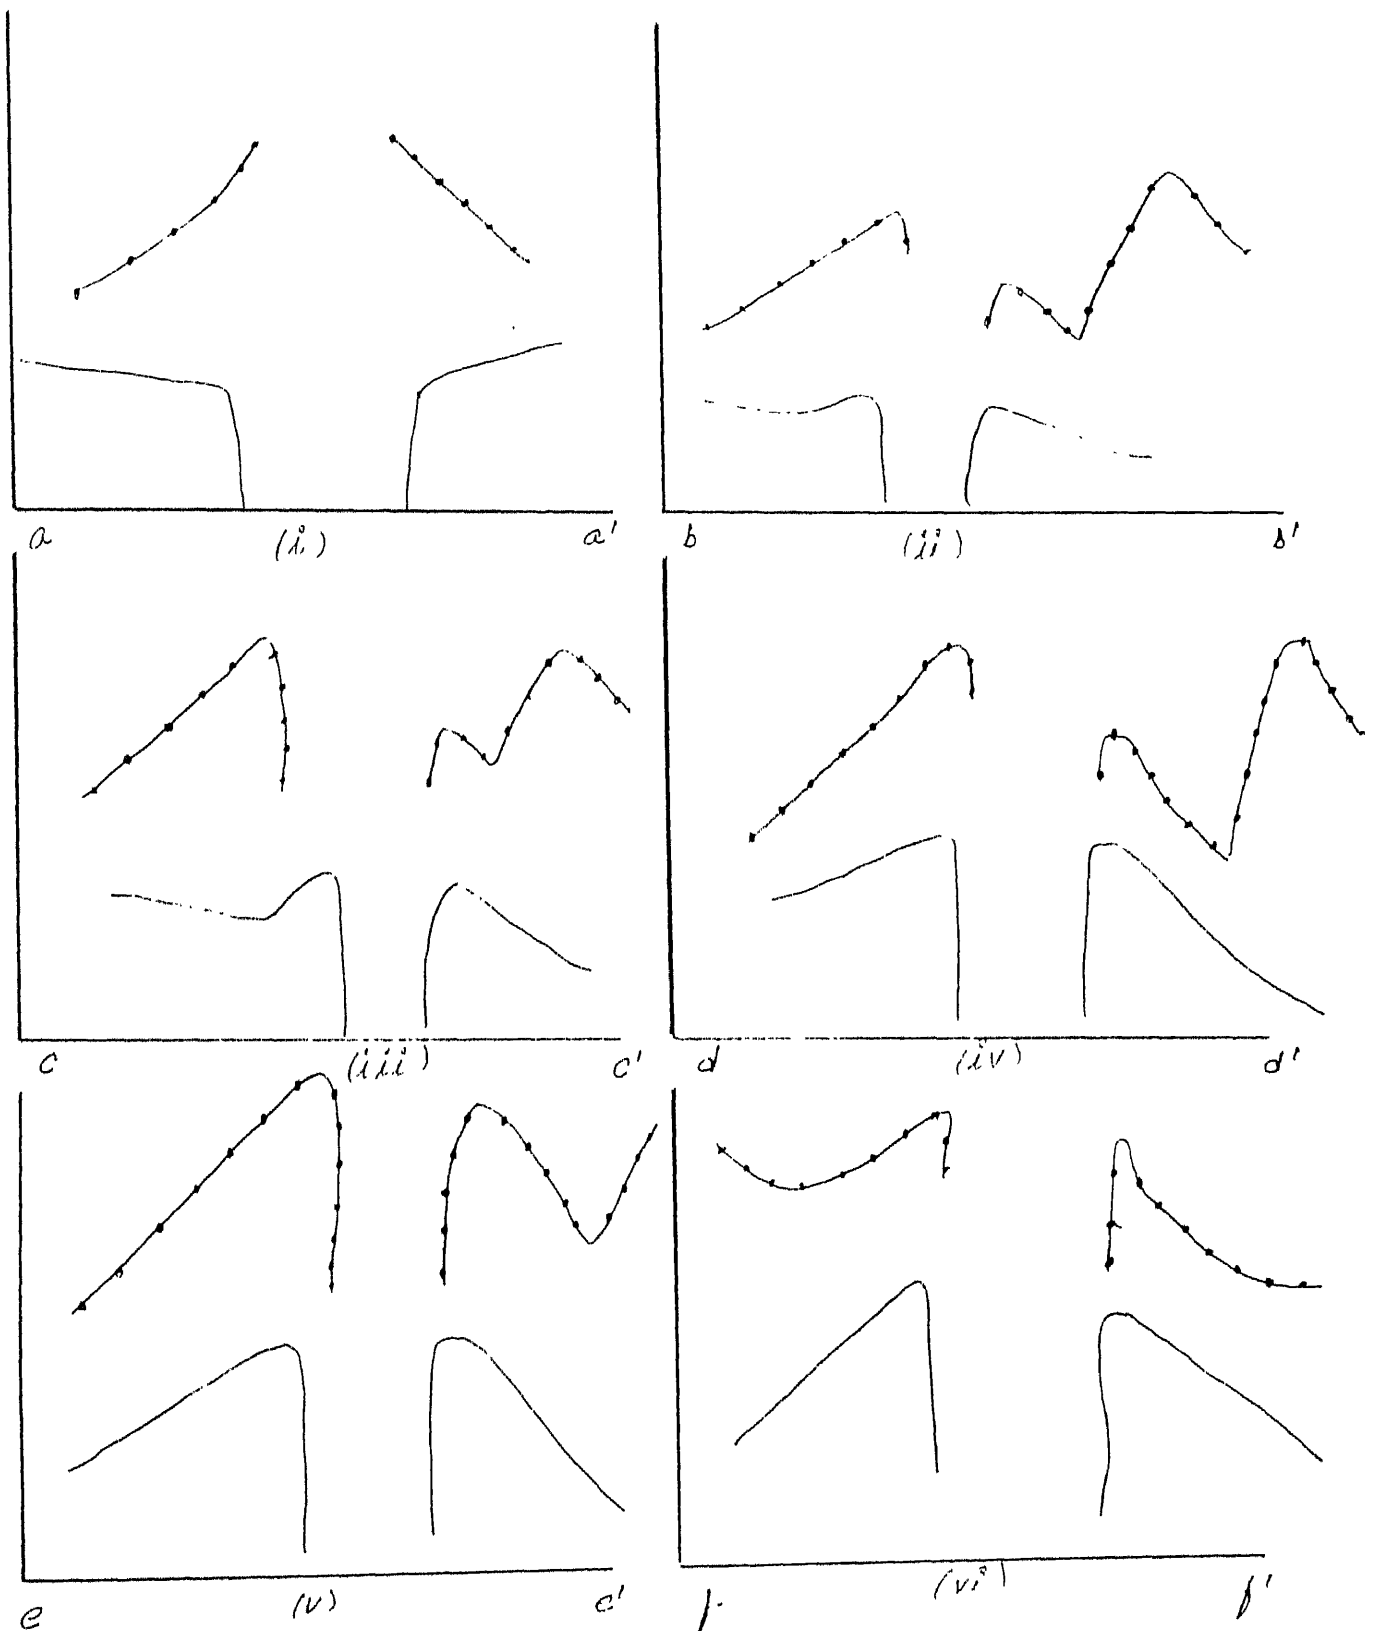 a (i) a'
b (ii) b'
c (iii) c'
d (iv) d'
e (v) e'
f (vi) f'